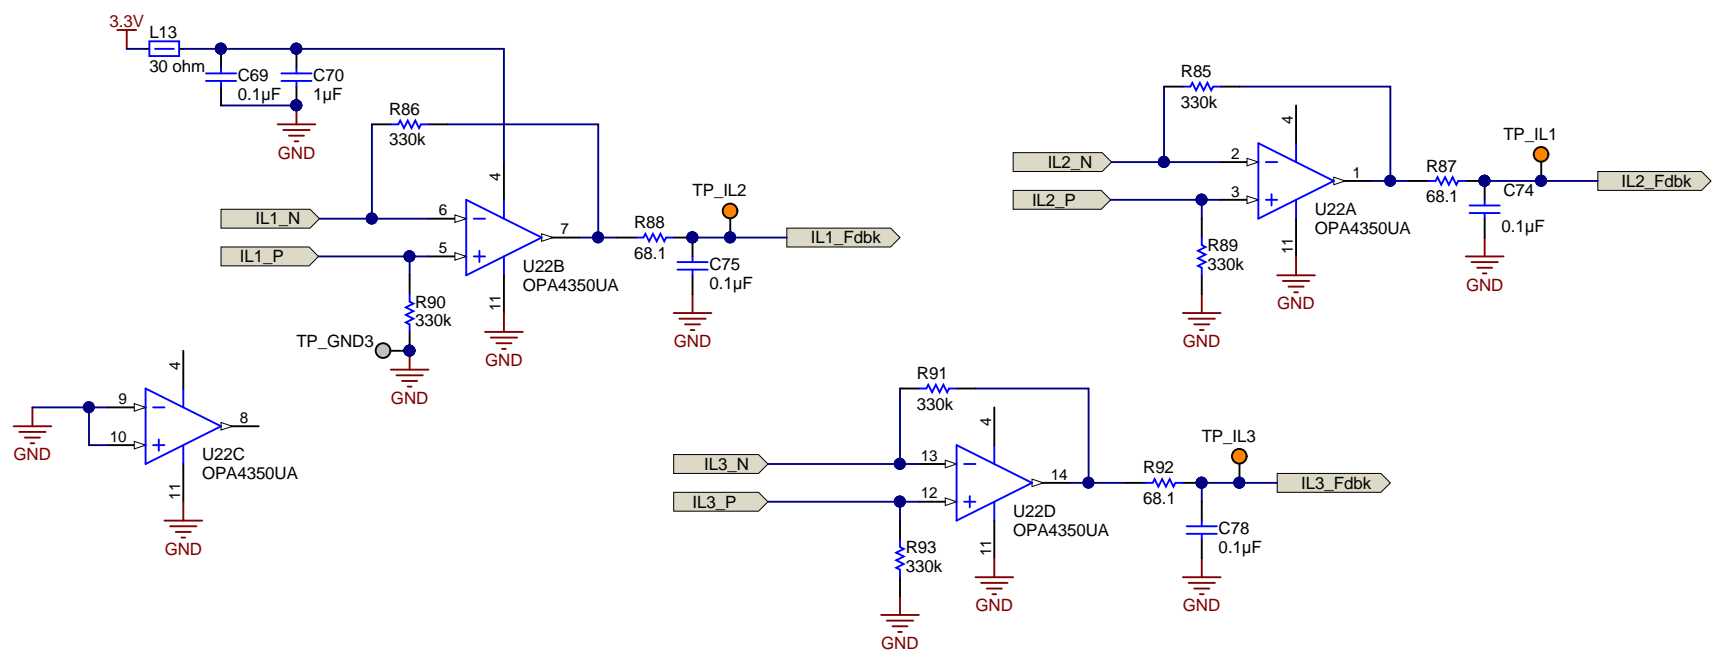 3.3V
L13
30 ohm
C69
0.1µF
C70
1µF
GND
R86
330k
4
IL1_N
6
IL1_P
5
7
U22B
OPA4350UA
11
GND
R90
330k
TP_GND3
GND
R88
68.1
TP_IL2
C75
0.1µF
GND
IL1_Fdbk
R85
330k
4
IL2_N
2
IL2_P
3
1
U22A
OPA4350UA
11
GND
R89
330k
GND
R87
68.1
TP_IL1
C74
0.1µF
GND
IL2_Fdbk
4
9
10
8
U22C
OPA4350UA
11
GND
GND
R91
330k
4
IL3_N
13
IL3_P
12
14
U22D
OPA4350UA
11
GND
R93
330k
GND
R92
68.1
TP_IL3
C78
0.1µF
GND
IL3_Fdbk